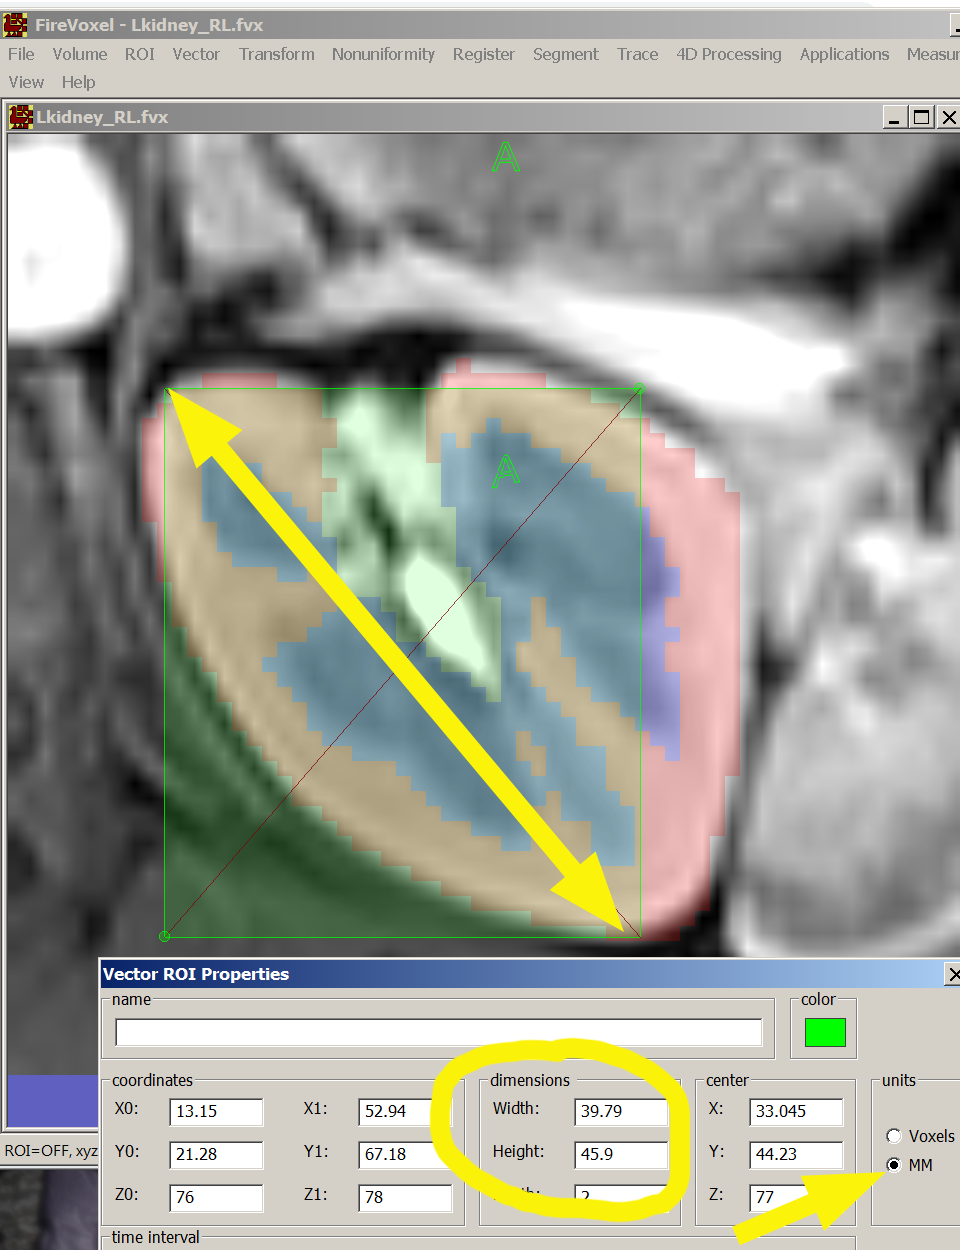 FireVoxel - Lkidney_RL.fvx
File Volume ROI Vector Transform Nonuniformity Register Segment Trace 4D Processing Applications Measur
View Help
Lkidney_RL.fvx
A
A
Vector ROI Properties
name
color
coordinates
dimensions
center
units
X0: 13.15 X1: 52.94 Width: 39.79 X: 33.045
Voxels
Y0: 21.28 Y1: 67.18 Height: 45.9 Y: 44.23
MM
Z0: 76 Z1: 78 2 Z: 77
ROI=OFF, xyz
time interval